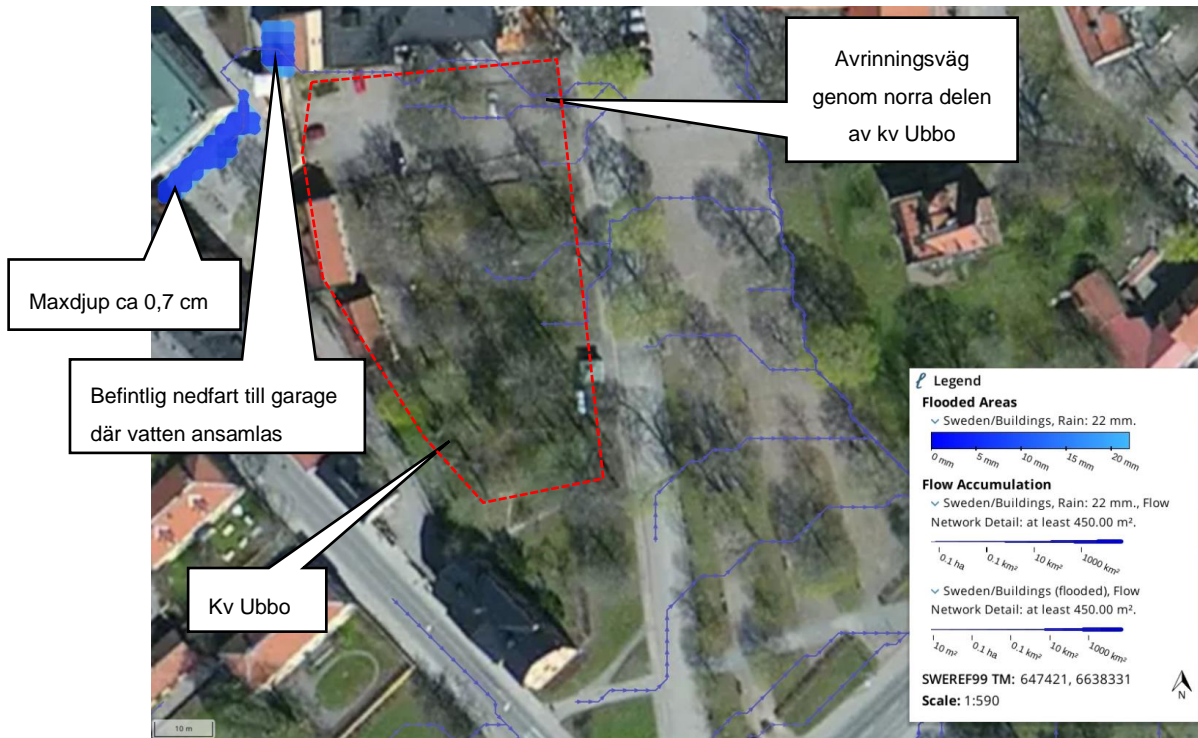 Avrinningsväg
genom norra delen
av kv Ubbo
Maxdjup ca 0,7 cm
Befintlig nedfart till garage
där vatten ansamlas
Kv Ubbo
Legend
Flooded Areas
Sweden/Buildings, Rain: 22 mm.
0 mm 5 mm 10 mm 15 mm 20 mm
Flow Accumulation
Sweden/Buildings, Rain: 22 mm., Flow
Network Detail: at least 450.00 m².
0.1 ha 0.1 km² 10 km² 1000 km²
Sweden/Buildings (flooded), Flow
Network Detail: at least 450.00 m².
10 m² 0.1 ha 0.1 km² 10 km² 1000 km²
SWEREF99 TM: 647421, 6638331
Scale: 1:590
N
10 m